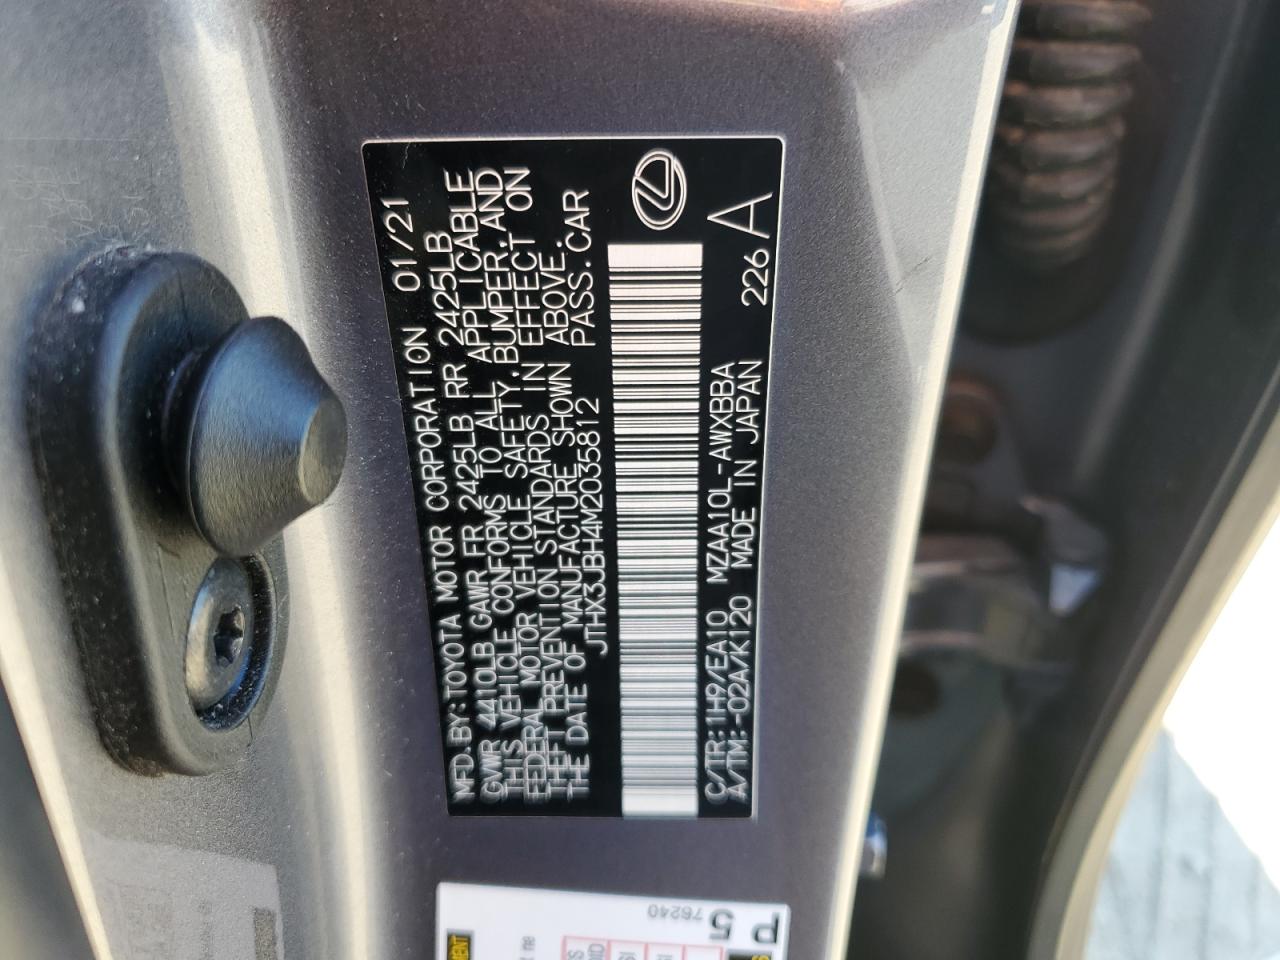 MFD.BY:TOYOTA MOTOR CORPORATION 01/21
GVWR 4410LB GAWR FR 2425LB RR 2425LB
THIS VEHICLE CONFORMS TO ALL APPLICABLE
FEDERAL MOTOR VEHICLE SAFETY,BUMPER,AND
THEFT PREVENTION STANDARDS IN EFFECT ON
THE DATE OF MANUFACTURE SHOWN ABOVE.
JTHX3JBH4M2035812 PASS.CAR
C/TR:1H9/EA10 MZAA10L-AWXBBA 226 A
A/TM:-02A/K120 MADE IN JAPAN
P 5
76240